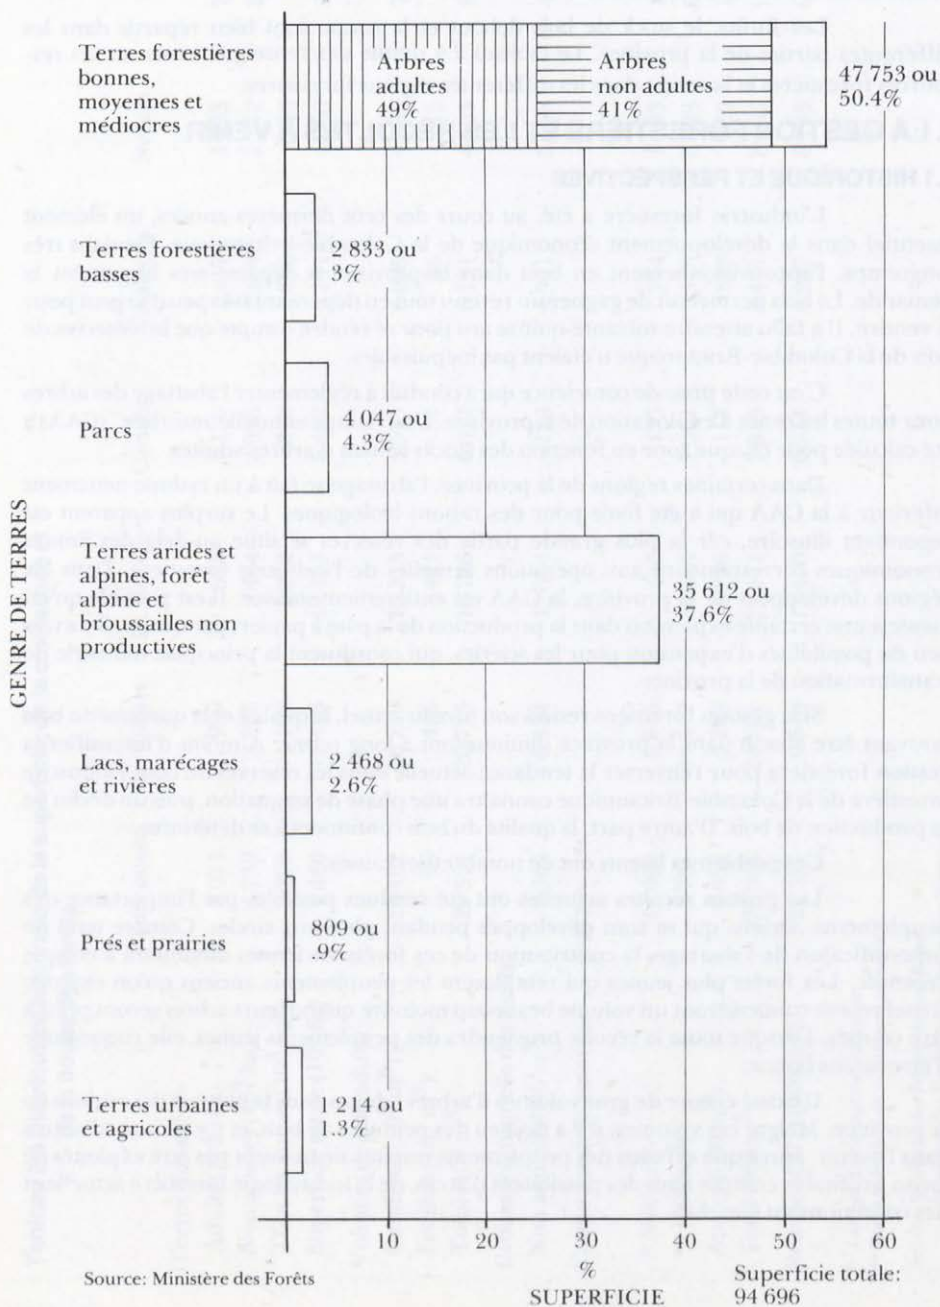 Terres forestières
bonnes,
moyennes et
médiocres
Arbres
adultes
49%
Arbres
non adultes
41%
47 753 ou
50.4%
Terres forestières
basses
2 833 ou
3%
Parcs
4 047 ou
4.3%
GENRE DE TERRES
Terres arides et
alpines, forêt
alpine et
broussailles non
productives
35 612 ou
37.6%
Lacs, marécages
et rivières
2 468 ou
2.6%
Prés et prairies
809 ou
9%
Terres urbaines
et agricoles
1 214 ou
1.3%
10 20 30 40 50 60
%
SUPERFICIE
Source: Ministère des Forêts
Superficie totale:
94 696